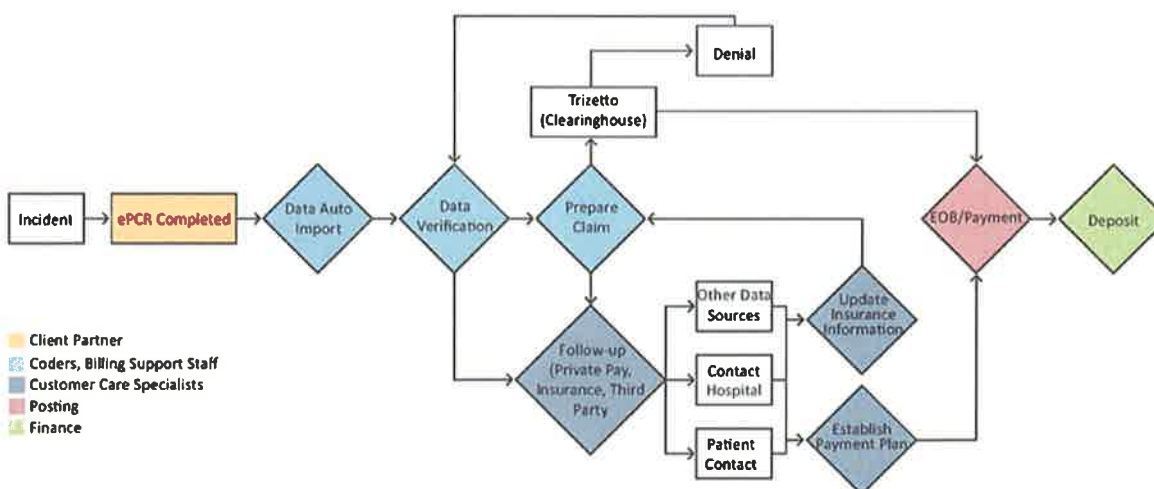 Denial
Trizetto
(Clearinghouse)
Incident
ePCR Completed
Data Auto
Import
Data
Verification
Prepare
Claim
EOB/Payment
Deposit
Other Data
Sources
Update
Insurance
Information
Follow-up
(Private Pay,
Insurance, Third
Party
Contact
Hospital
Patient
Contact
Establish
Payment Plan
Client Partner
Coders, Billing Support Staff
Customer Care Specialists
Posting
Finance